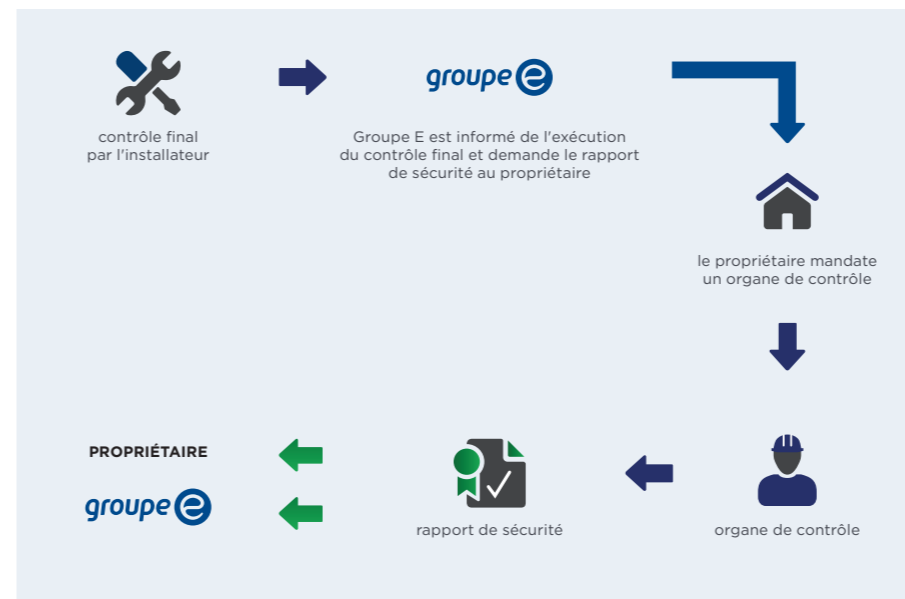 groupe e
contrôle final
par l'installateur
Groupe E est informé de l'exécution
du contrôle final et demande le rapport
de sécurité au propriétaire
le propriétaire mandate
un organe de contrôle
PROPRIÉTAIRE
groupe e
rapport de sécurité
organe de contrôle